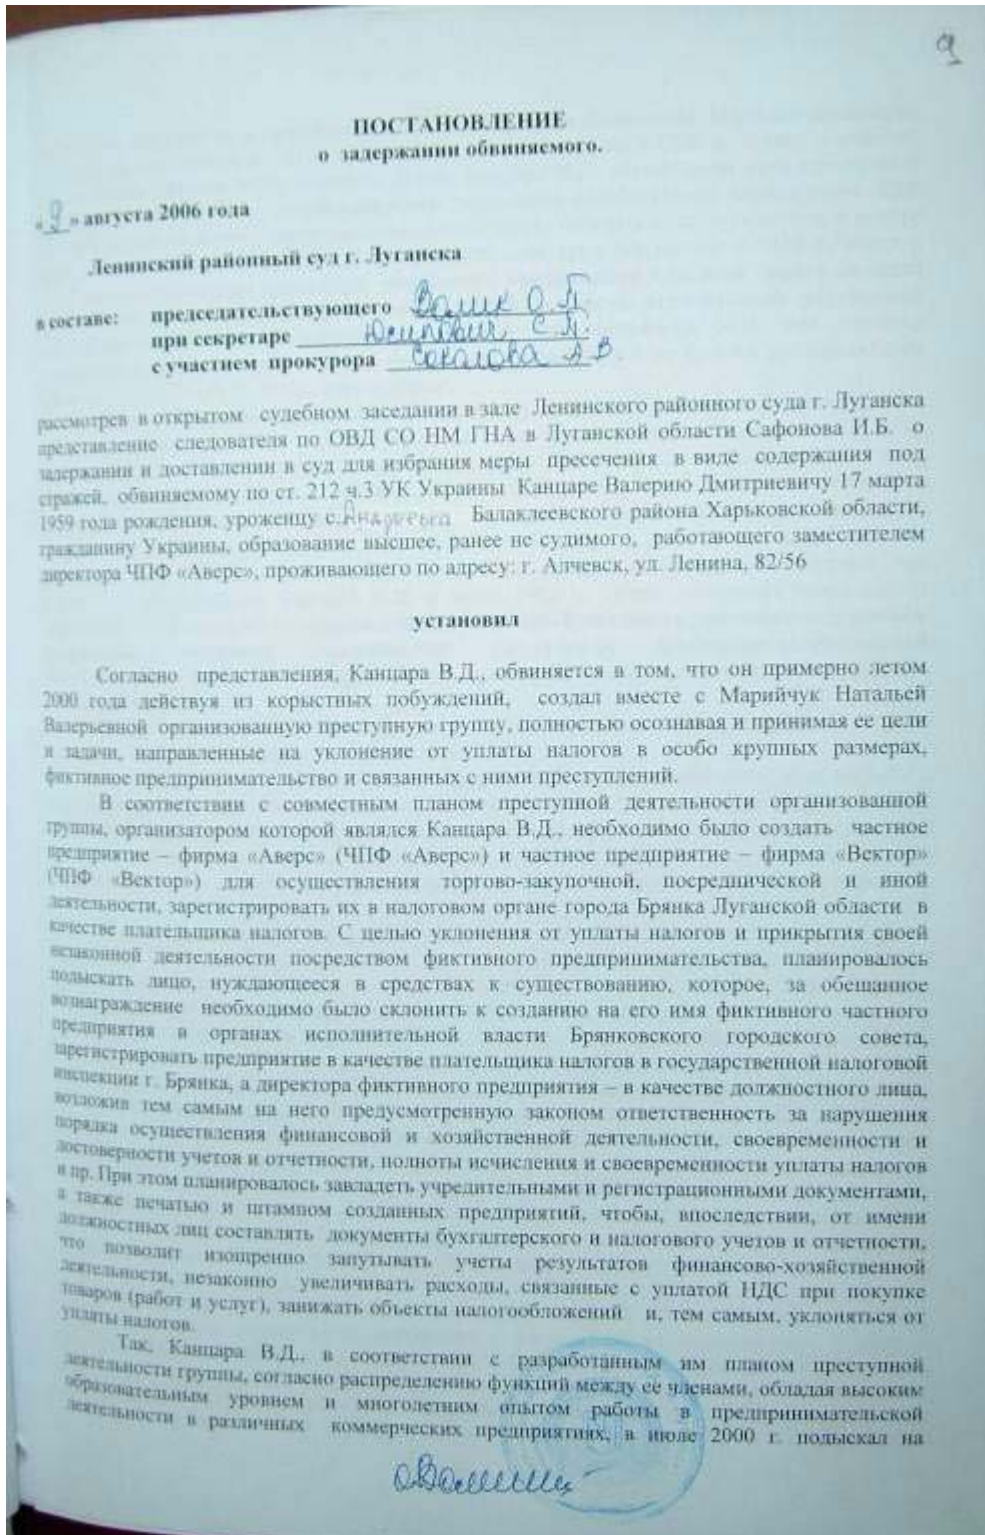 9
ПОСТАНОВЛЕНИЕ
о задержании обвиняемого.
«9» августа 2006 года
Ленинский районный суд г. Луганска
в составе: председательствующего Волик О П
при секретаре Юсипович С.П.
с участием прокурора Соколова А В
рассмотрев в открытом судебном заседании в зале Ленинского районного суда г. Луганска
представление следователя по ОВД СО НМ ГНА в Луганской области Сафонова И.Б. о
задержании и доставлении в суд для избрания меры пресечения в виде содержания под
стражей, обвиняемому по ст. 212 ч.3 УК Украины Канцаре Валерию Дмитриевичу 17 марта
1959 года рождения, уроженцу с. Балаклеевского района Харьковской области,
гражданину Украины, образование высшее, ранее не судимого, работающего заместителем
директора ЧПФ «Аверс», проживающего по адресу: г. Алчевск, ул. Ленина, 82/56
установил
Согласно представления, Канцара В.Д., обвиняется в том, что он примерно летом
2000 года действуя из корыстных побуждений, создал вместе с Марийчук Натальей
Валерьевной организованную преступную группу, полностью осознавая и принимая ее цели
и задачи, направленные на уклонение от уплаты налогов в особо крупных размерах,
фиктивное предпринимательство и связанных с ними преступлений.
В соответствии с совместным планом преступной деятельности организованной
группы, организатором которой являлся Канцара В.Д., необходимо было создать частное
предприятие – фирма «Аверс» (ЧПФ «Аверс») и частное предприятие – фирма «Вектор»
(ЧПФ «Вектор») для осуществления торгово-закупочной, посреднической и иной
деятельности, зарегистрировать их в налоговом органе города Брянка Луганской области в
качестве плательщика налогов. С целью уклонения от уплаты налогов и прикрытия своей
незаконной деятельности посредством фиктивного предпринимательства, планировалось
подыскать лицо, нуждающееся в средствах к существованию, которое, за обещанное
вознаграждение необходимо было склонить к созданию на его имя фиктивного частного
предприятия в органах исполнительной власти Брянковского городского совета,
зарегистрировать предприятие в качестве плательщика налогов в государственной налоговой
инспекции г. Брянка, а директора фиктивного предприятия – в качестве должностного лица,
возложив тем самым на него предусмотренную законом ответственность за нарушения
порядка осуществления финансовой и хозяйственной деятельности, своевременности и
достоверности учетов и отчетности, полноты исчисления и своевременности уплаты налогов
и пр. При этом планировалось завладеть учредительными и регистрационными документами,
а также печатью и штампом созданных предприятий, чтобы, впоследствии, от имени
должностных лиц составлять документы бухгалтерского и налогового учетов и отчетности,
что позволит изощренно запутывать учеты результатов финансово-хозяйственной
деятельности, незаконно увеличивать расходы, связанные с уплатой НДС при покупке
товаров (работ и услуг), занижать объекты налогообложений и, тем самым, уклоняться от
уплаты налогов.
Так, Канцара В.Д., в соответствии с разработанным им планом преступной
деятельности группы, согласно распределению функций между её членами, обладая высоким
образовательным уровнем и многолетним опытом работы в предпринимательской
деятельности в различных коммерческих предприятиях, в июле 2000 г. подыскал на